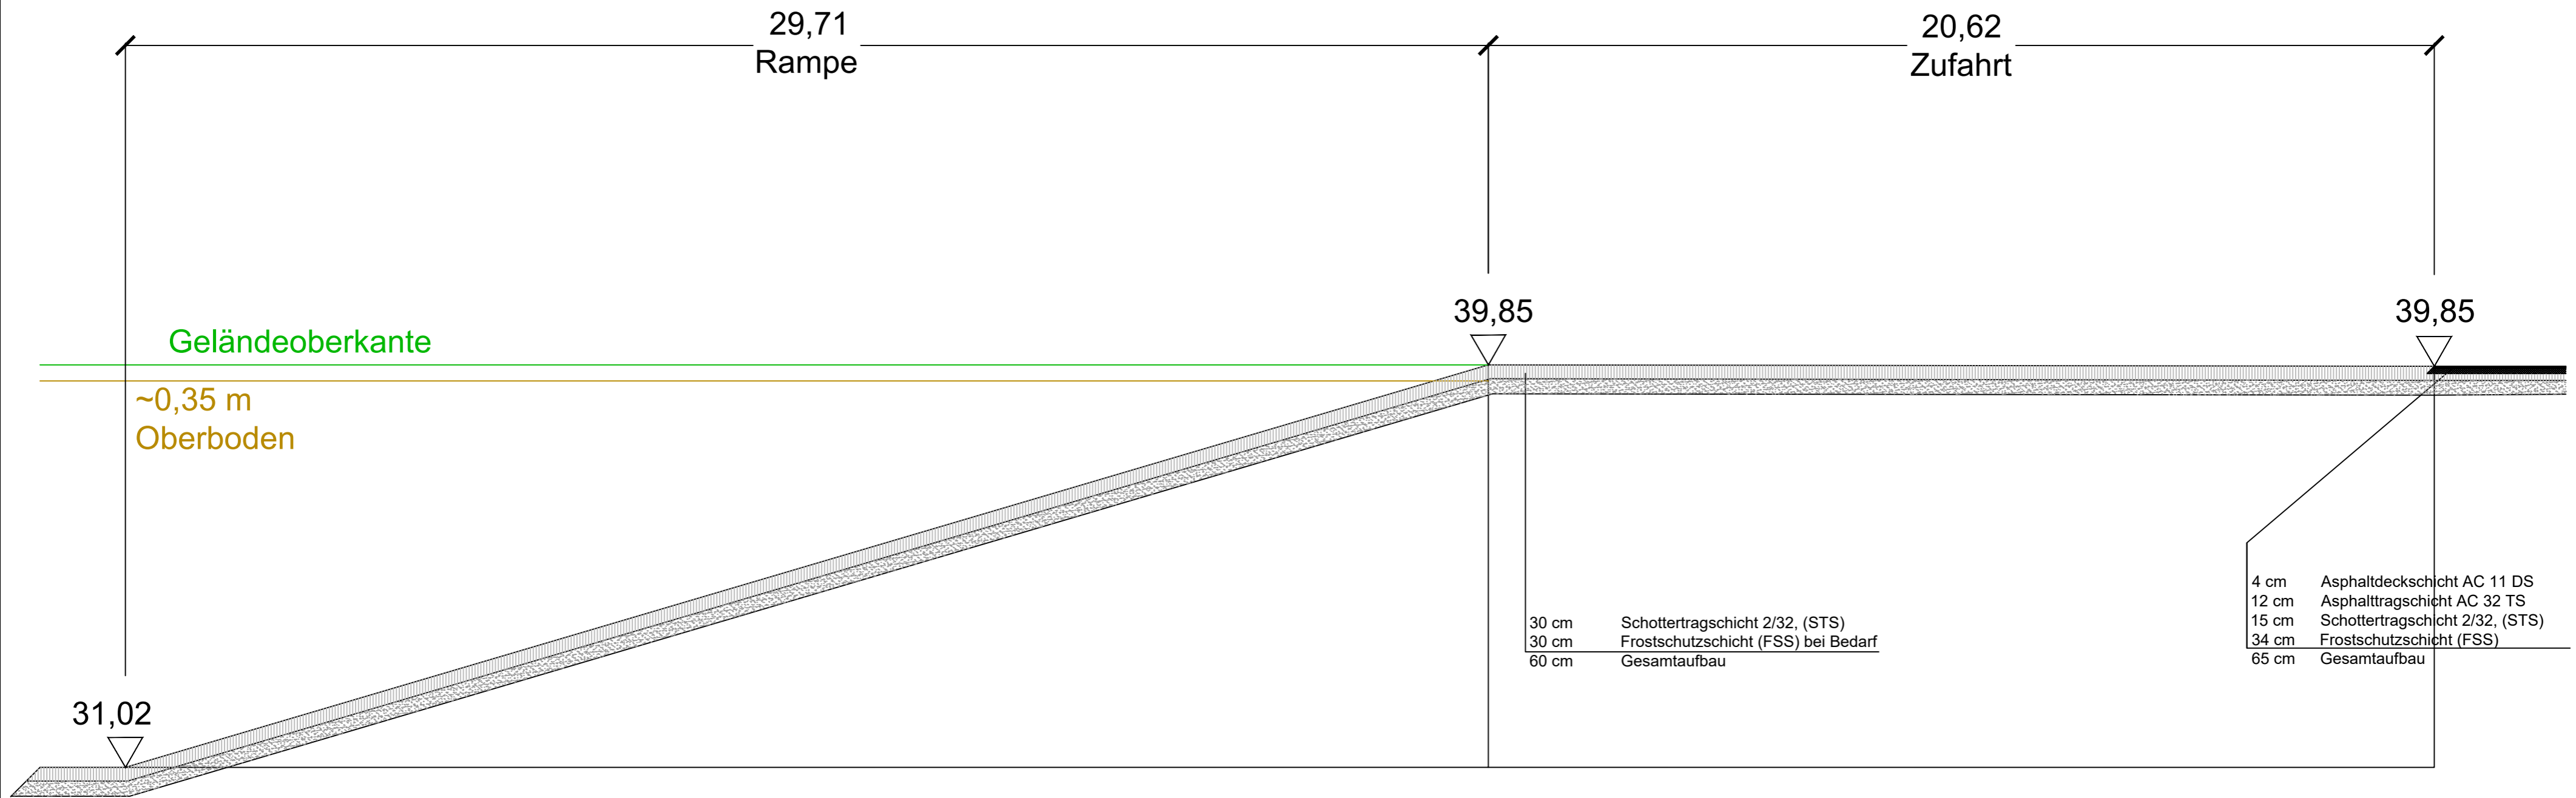 29,71
Rampe
20,62
Zufahrt
39,85
39,85
Geländeoberkante
~0,35 m
Oberboden
31,02
30 cm Schottertragschicht 2/32, (STS)
30 cm Frostschutzschicht (FSS) bei Bedarf
60 cm Gesamtaufbau
4 cm Asphaltdeckschicht AC 11 DS
12 cm Asphalttragschicht AC 32 TS
15 cm Schottertragschicht 2/32, (STS)
34 cm Frostschutzschicht (FSS)
65 cm Gesamtaufbau